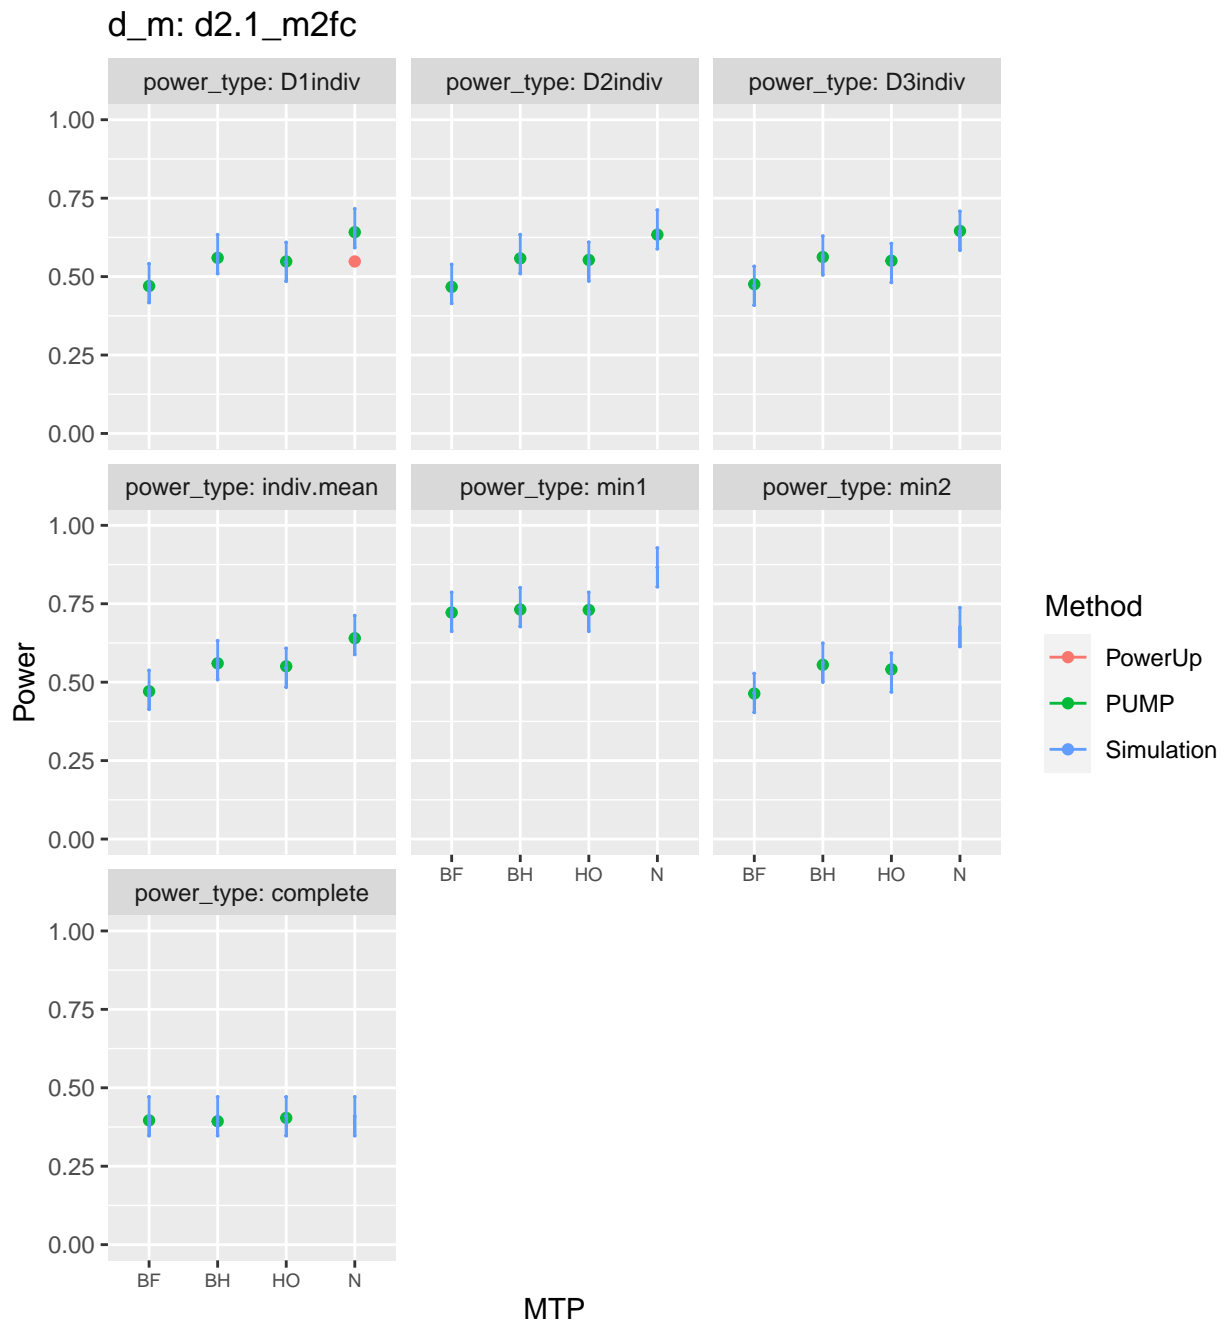 d_m: d2.1_m2fc
power_type: D1indiv
power_type: D2indiv
power_type: D3indiv
1.00
0.75
0.50
0.25
0.00
power_type: indiv.mean
power_type: min1
power_type: min2
1.00
0.75
0.50
0.25
0.00
BF BH HO N
BF BH HO N
power_type: complete
1.00
0.75
0.50
0.25
0.00
BF BH HO N
Power
MTP
Method
PowerUp
PUMP
Simulation